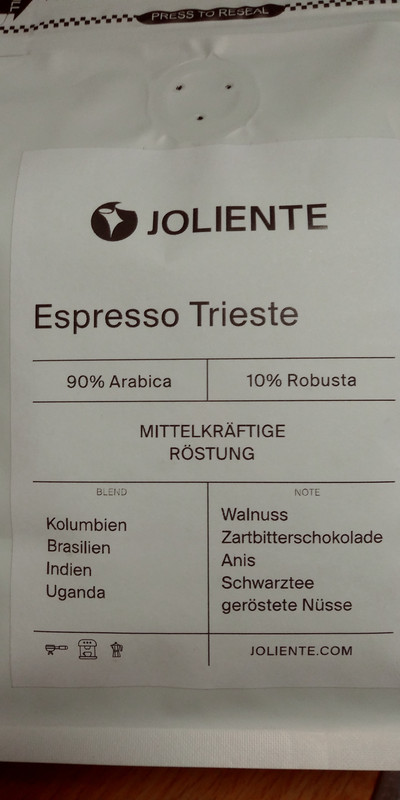 PRESS TO RESEAL
JOLIENTE
Espresso Trieste
90% Arabica
10% Robusta
MITTELKRÄFTIGE
RÖSTUNG
BLEND
Kolumbien
Brasilien
Indien
Uganda
NOTE
Walnuss
Zartbitterschokolade
Anis
Schwarztee
geröstete Nüsse
JOLIENTE.COM